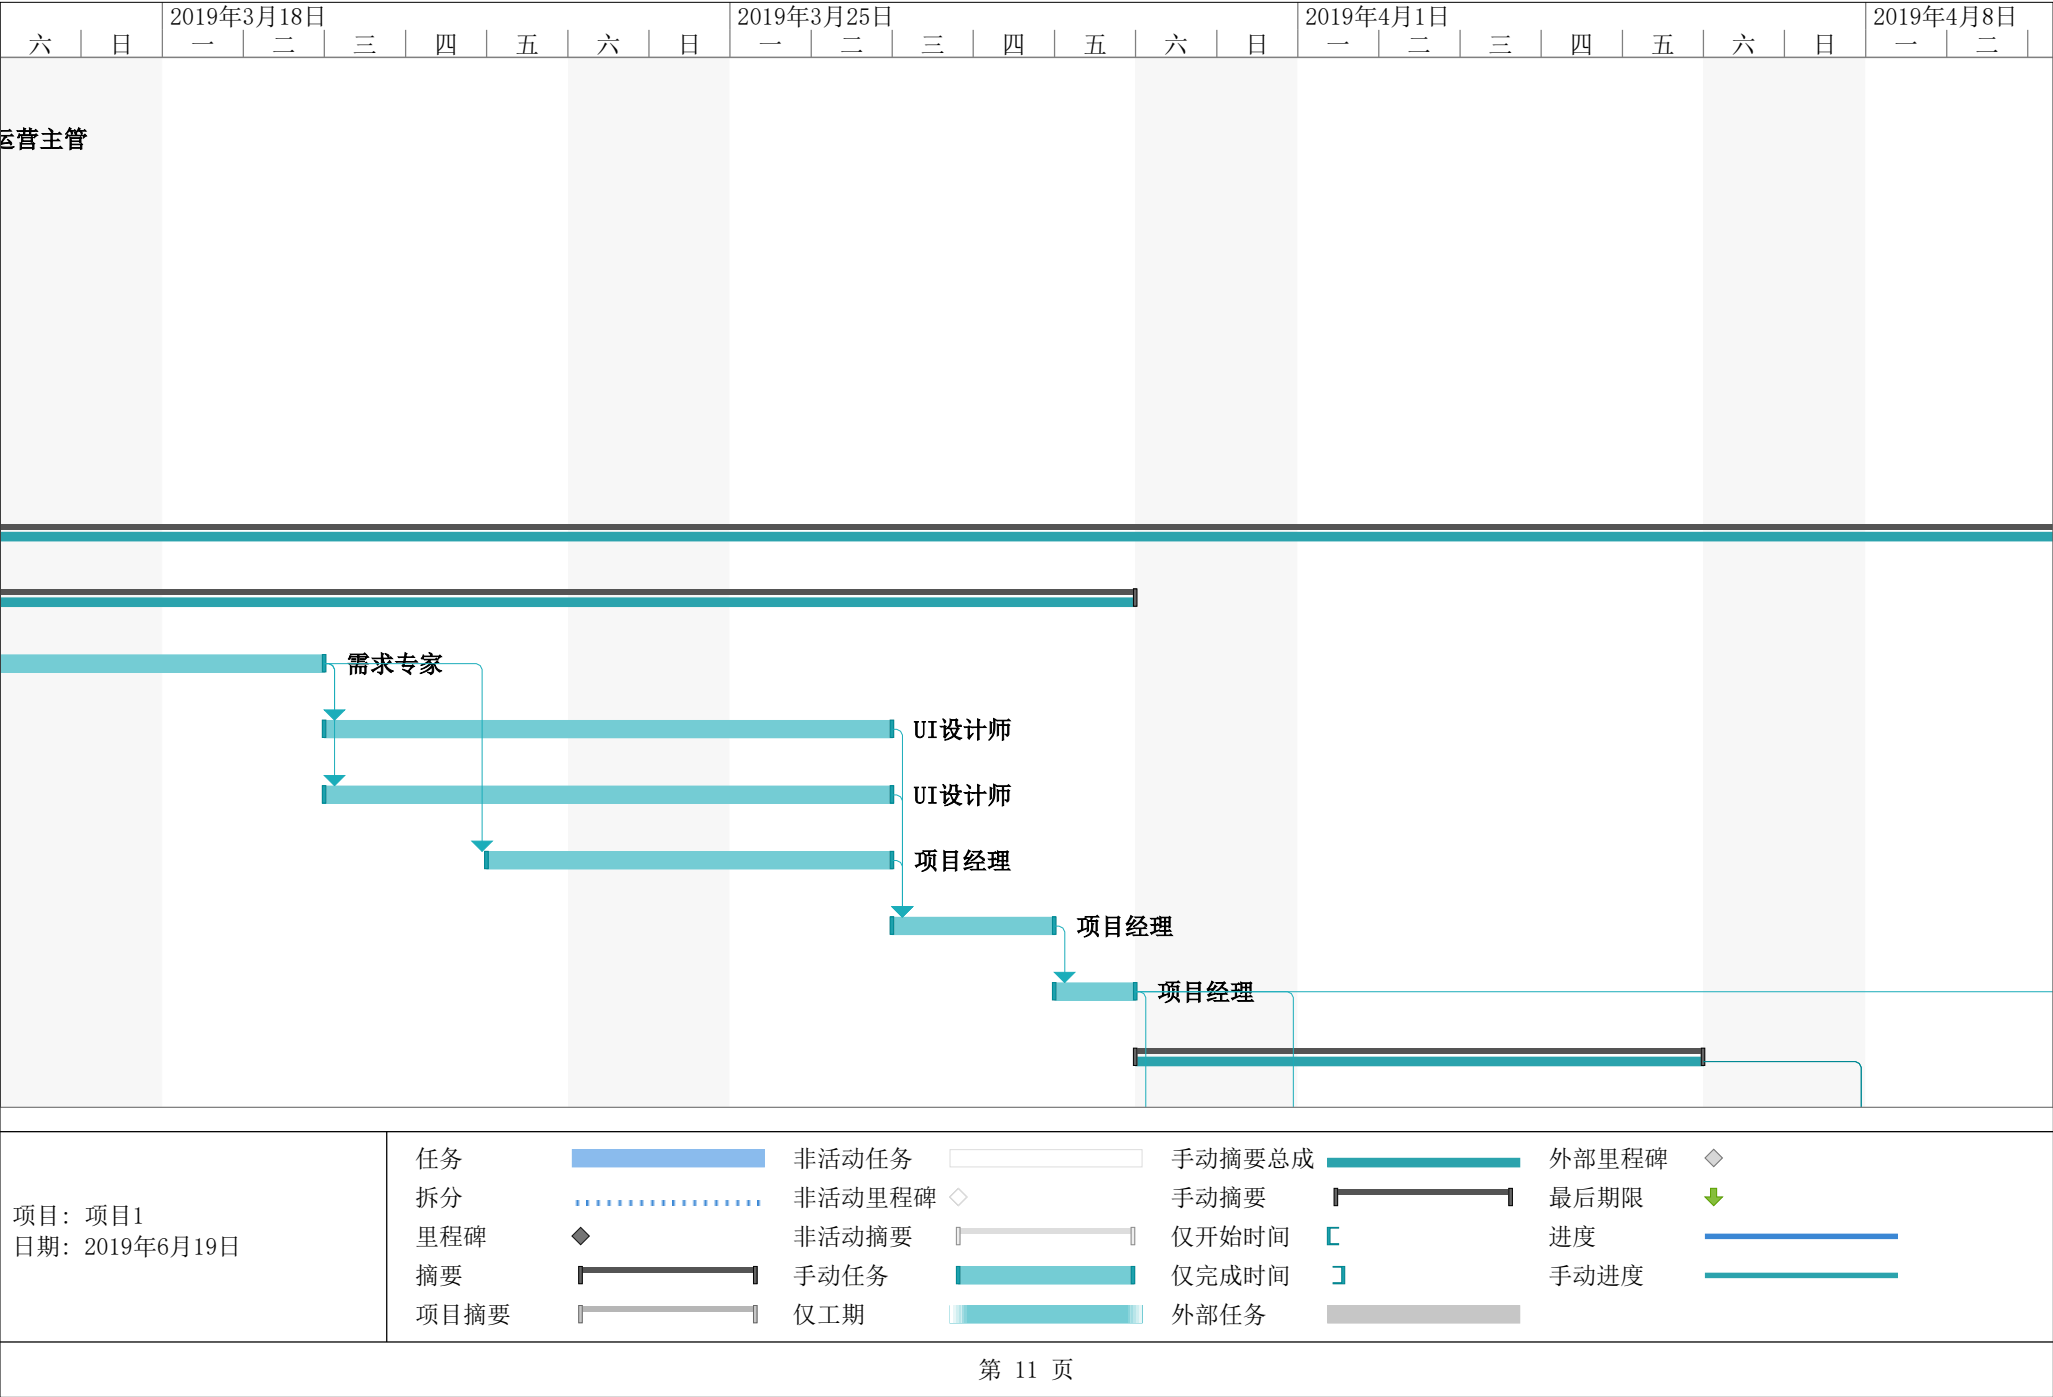 2019年3月18日 2019年3月25日 2019年4月1日 2019年4月8日
六 日 一 二 三 四 五 六 日 一 二 三 四 五 六 日 一 二 三 四 五 六 日 一 二
运营主管
需求专家
UI设计师
UI设计师
项目经理
项目经理
项目经理
项目: 项目1
日期: 2019年6月19日
任务 非活动任务 手动摘要总成 外部里程碑
拆分 非活动里程碑 手动摘要 最后期限
里程碑 非活动摘要 仅开始时间 进度
摘要 手动任务 仅完成时间 手动进度
项目摘要 仅工期 外部任务
第 11 页